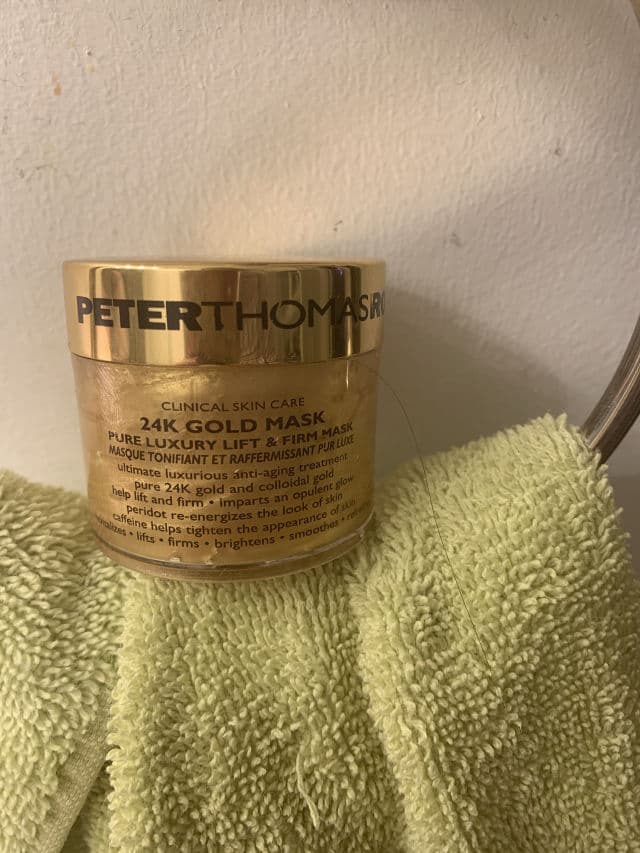 PETERTHOMASRO
CLINICAL SKIN CARE
24K GOLD MASK
PURE LUXURY LIFT & FIRM MASK
MASQUE TONIFIANT ET RAFFERMISSANT PUR LUXE
ultimate luxurious anti-aging treatment
pure 24K gold and colloidal gold
help lift and firm • imparts an opulent glow
peridot re-energizes the look of skin
caffeine helps tighten the appearance of skin
• lifts • firms • brightens • smoothes •